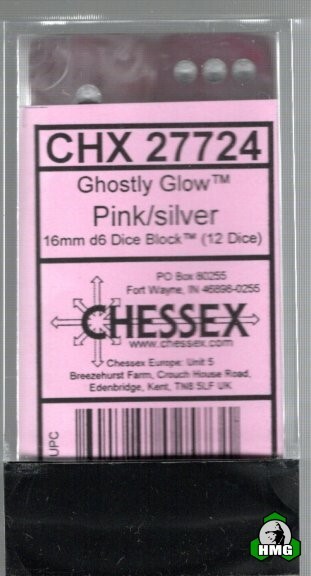 CHX 27724
Ghostly Glow™
Pink/silver
16mm d6 Dice Block™ (12 Dice)
PO Box 80255
Fort Wayne, IN 46898-0255
CHESSEX
www.chessex.com
Chessex Europe: Unit 5
Breezehurst Farm, Crouch House Road,
Edenbridge, Kent, TN8 5LF UK
UPC
HMG